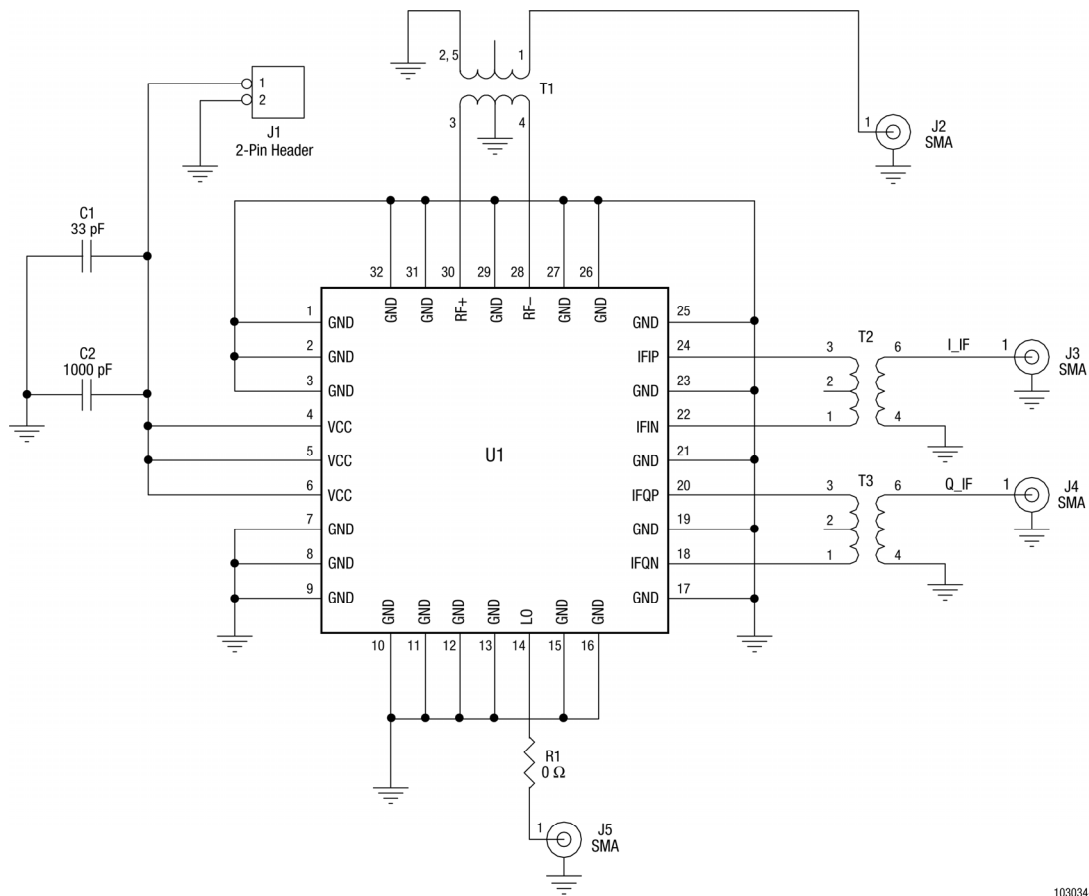 2, 5
1
T1
3
4
1
2
J1
2-Pin Header
1
J2
SMA
C1
33 pF
C2
1000 pF
32
31
30
29
28
27
26
GND
GND
RF+
GND
RF–
GND
GND
1
GND
2
GND
3
GND
4
VCC
5
VCC
6
VCC
7
GND
8
GND
9
GND
U1
GND
25
IFIP
24
GND
23
IFIN
22
GND
21
IFQP
20
GND
19
IFQN
18
GND
17
T2
3
2
1
6
4
I_IF
1
J3
SMA
T3
3
2
1
6
4
Q_IF
1
J4
SMA
GND
GND
GND
GND
LO
GND
GND
10
11
12
13
14
15
16
R1
0 Ω
1
J5
SMA
103034